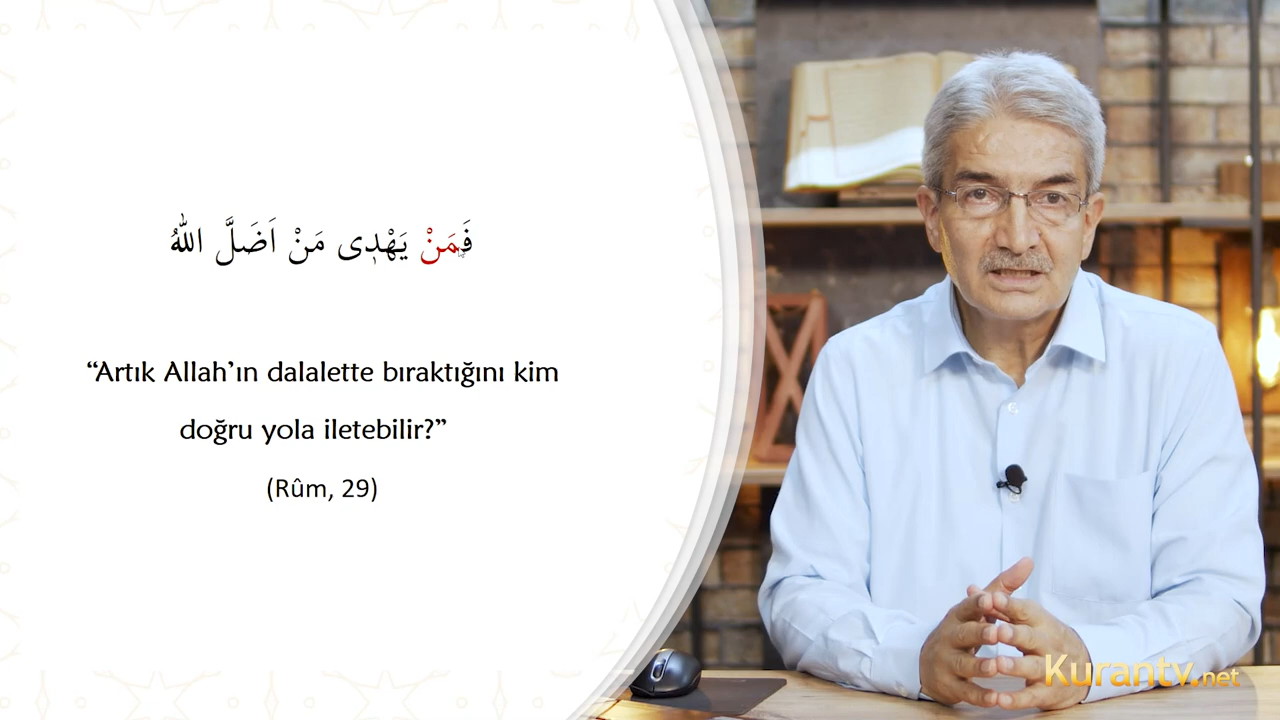 فَمَنْ يَهْدٖى مَنْ اَضَلَّ اللّٰهُ
“Artık Allah’ın dalalette bıraktığını kim
doğru yola iletebilir?”
(Rûm, 29)
Kurantv.net